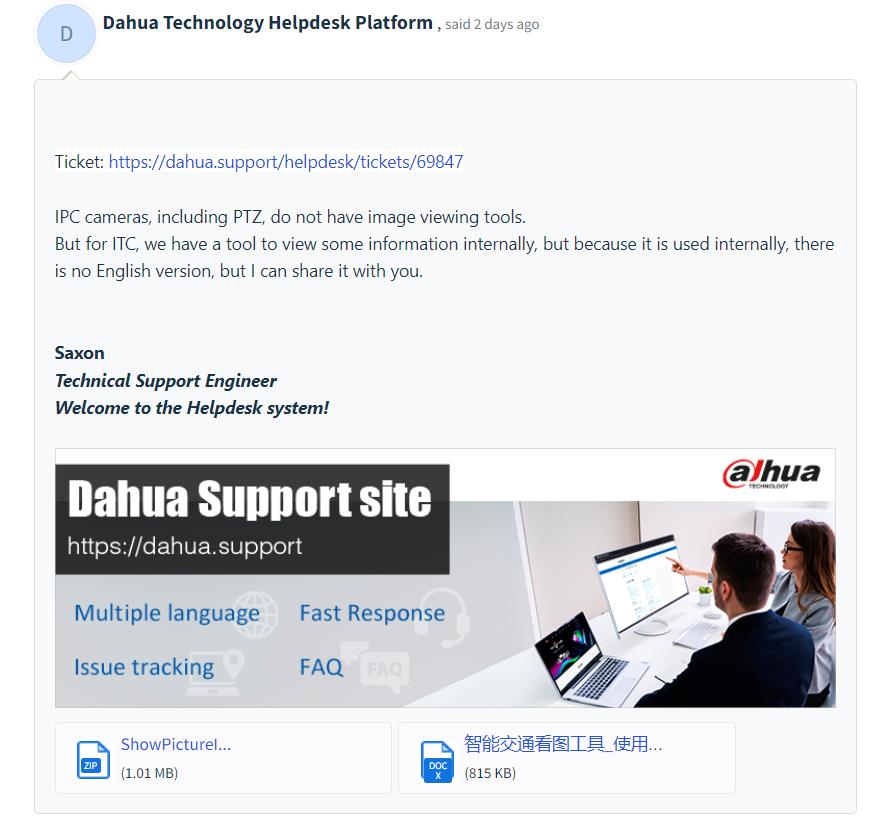 D
Dahua Technology Helpdesk Platform , said 2 days ago
Ticket: https://dahua.support/helpdesk/tickets/69847
IPC cameras, including PTZ, do not have image viewing tools.
But for ITC, we have a tool to view some information internally, but because it is used internally, there
is no English version, but I can share it with you.
Saxon
Technical Support Engineer
Welcome to the Helpdesk system!
alhua
TECHNOLOGY
Dahua Support site
https://dahua.support
Multiple language
Fast Response
Issue tracking
FAQ
FAQ
ZIP
ShowPictureI...
(1.01 MB)
DOC
X
智能交通看图工具_使用...
(815 KB)